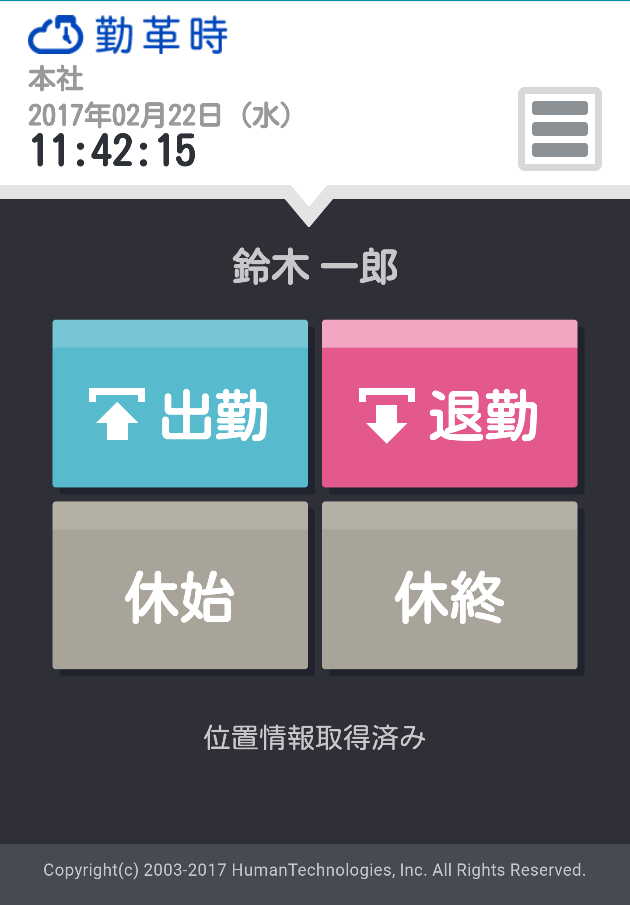 勤革時
本社
2017年02月22日（水）
11:42:15
鈴木 一郎
出勤
退勤
休始
休終
位置情報取得済み
Copyright(c) 2003-2017 HumanTechnologies, Inc. All Rights Reserved.